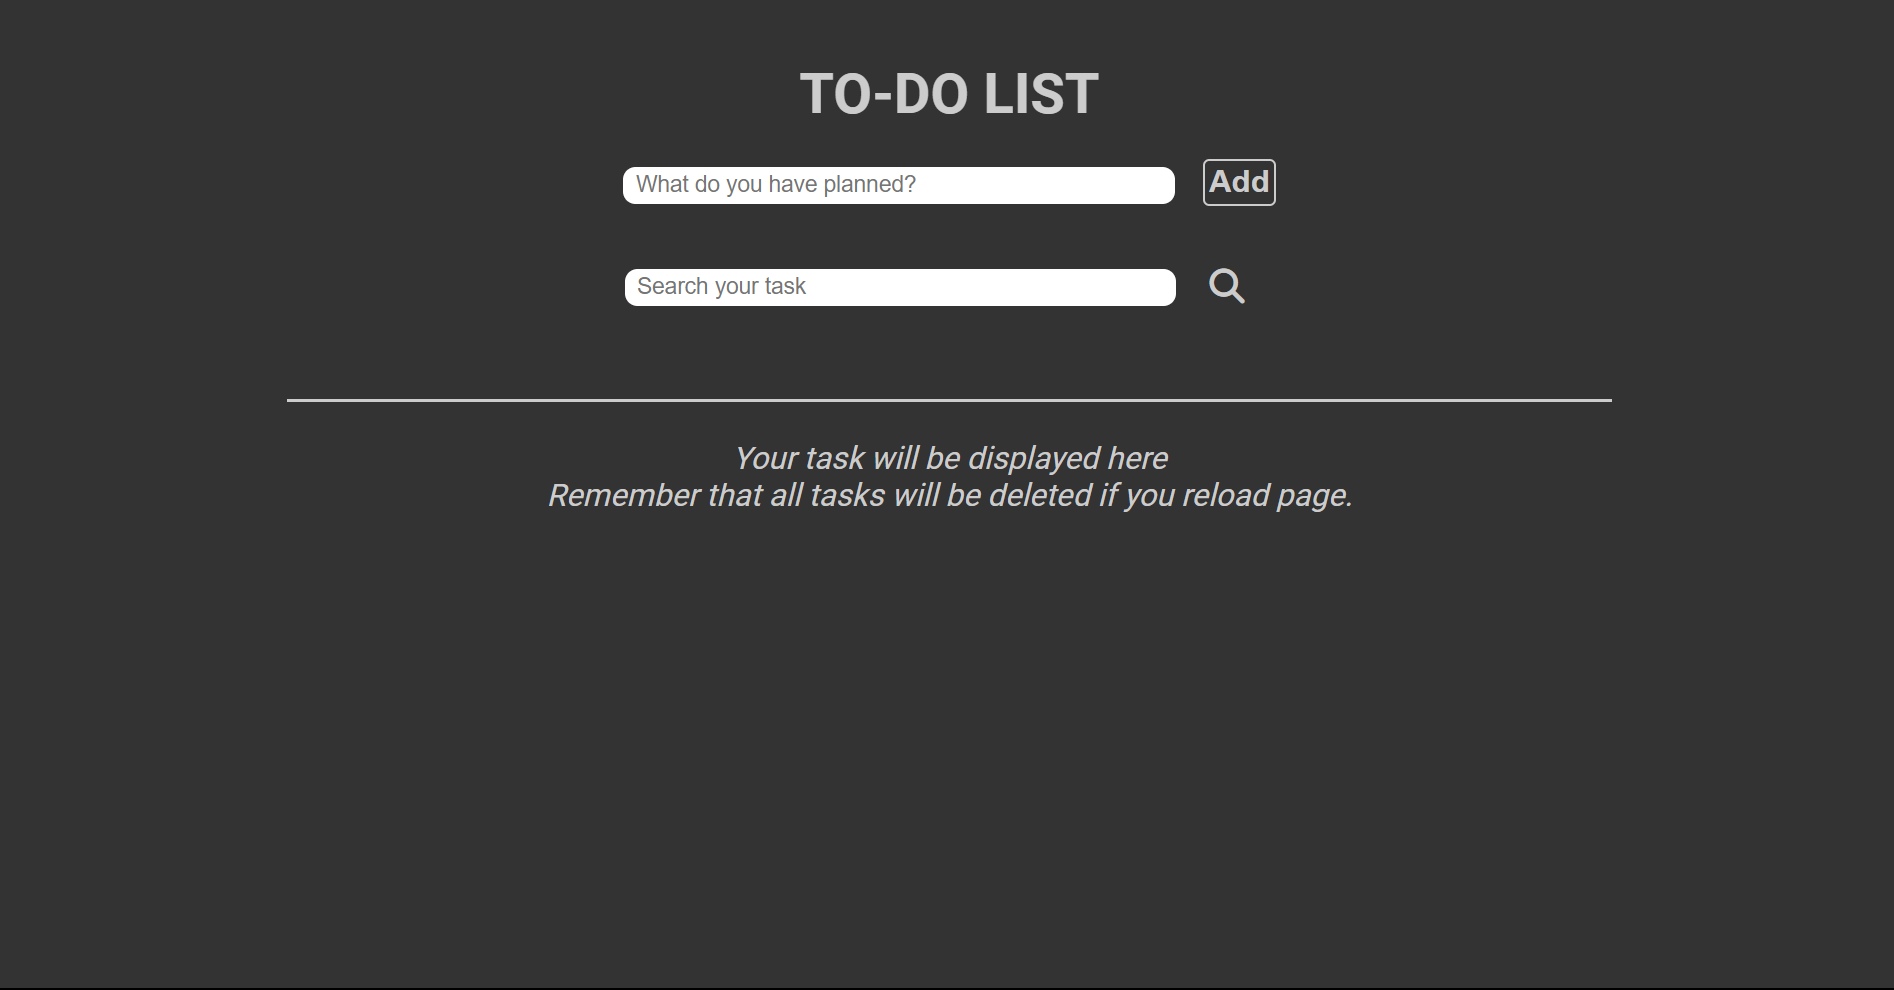 TO-DO LIST
What do you have planned?
Add
Search your task
Your task will be displayed here
Remember that all tasks will be deleted if you reload page.